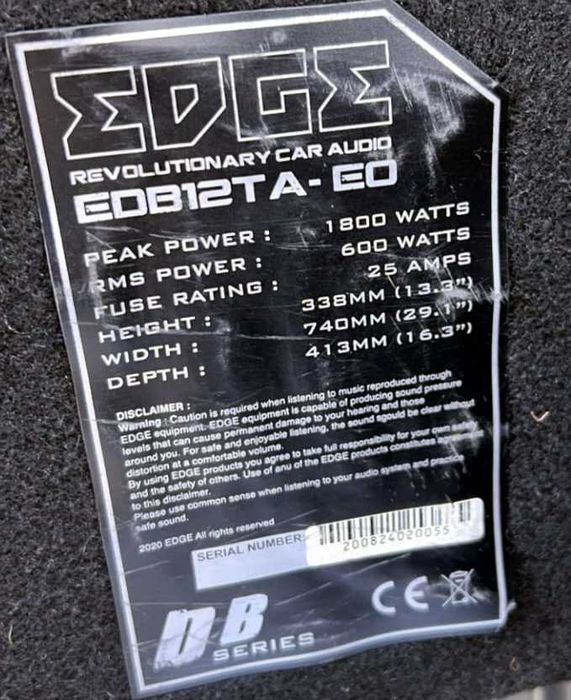 EDGE
REVOLUTIONARY CAR AUDIO
EDB12TA-E0
PEAK POWER : 1800 WATTS
RMS POWER : 600 WATTS
FUSE RATING : 25 AMPS
HEIGHT : 338MM (13.3")
WIDTH : 740MM (29.1")
DEPTH : 413MM (16.3")
DISCLAIMER :
Warning : Caution is required when listening to music reproduced through
EDGE equipment. EDGE equipment is capable of producing sound pressure
levels that can cause permanent damage to your hearing and those
around you. For safe and enjoyable listening, the sound sgould be clear without
distortion at a comfortable volume.
By using EDGE products you agree to take full responsibility for your own safety
and the safety of others. Use of anu of the EDGE products constitutes
to this disclaimer.
Please use common sense when listening to your audio system and practice
safe sound.
2020 EDGE All rights reserved
SERIAL NUMBER: 200824020055
DB
SERIES
CE